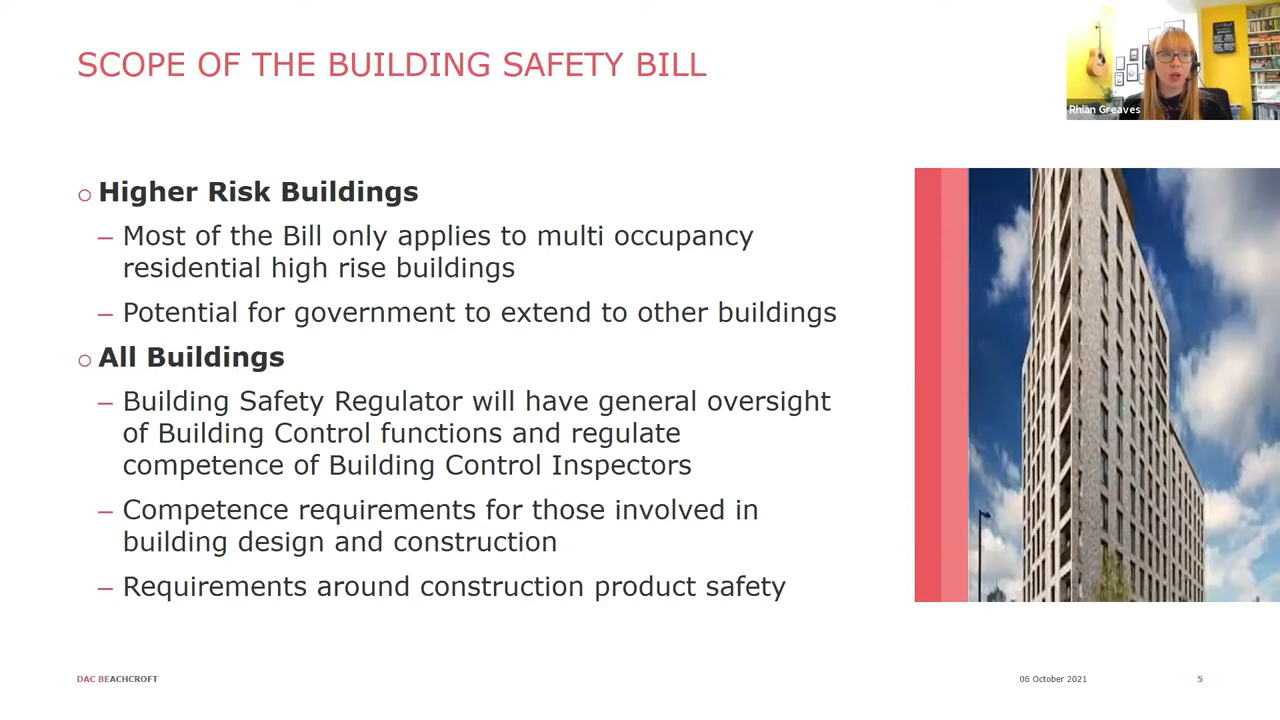 SCOPE OF THE BUILDING SAFETY BILL
Rhian Greaves
○ Higher Risk Buildings
– Most of the Bill only applies to multi occupancy
residential high rise buildings
– Potential for government to extend to other buildings
○ All Buildings
– Building Safety Regulator will have general oversight
of Building Control functions and regulate
competence of Building Control Inspectors
– Competence requirements for those involved in
building design and construction
– Requirements around construction product safety
DAC BEACHCROFT
06 October 2021
5